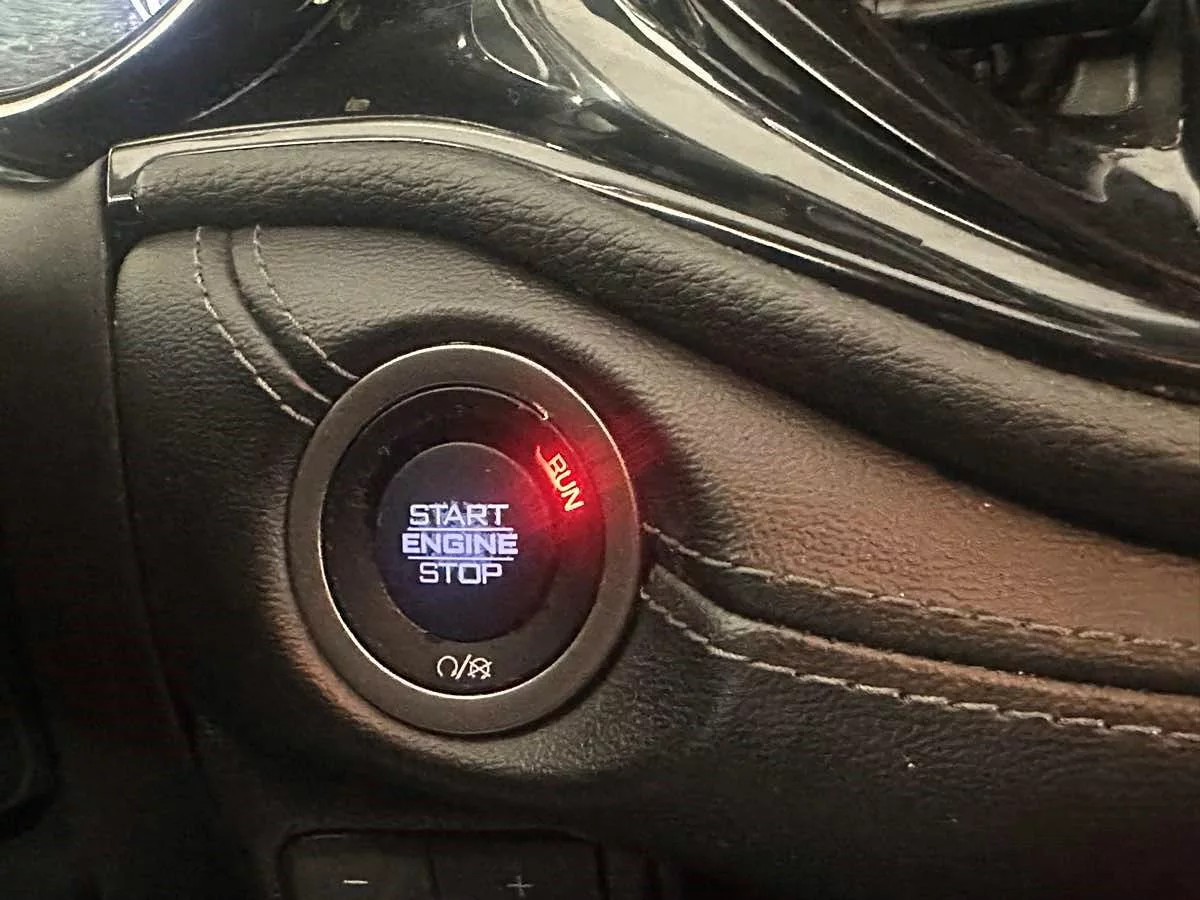 START
ENGINE
STOP
RUN
- +